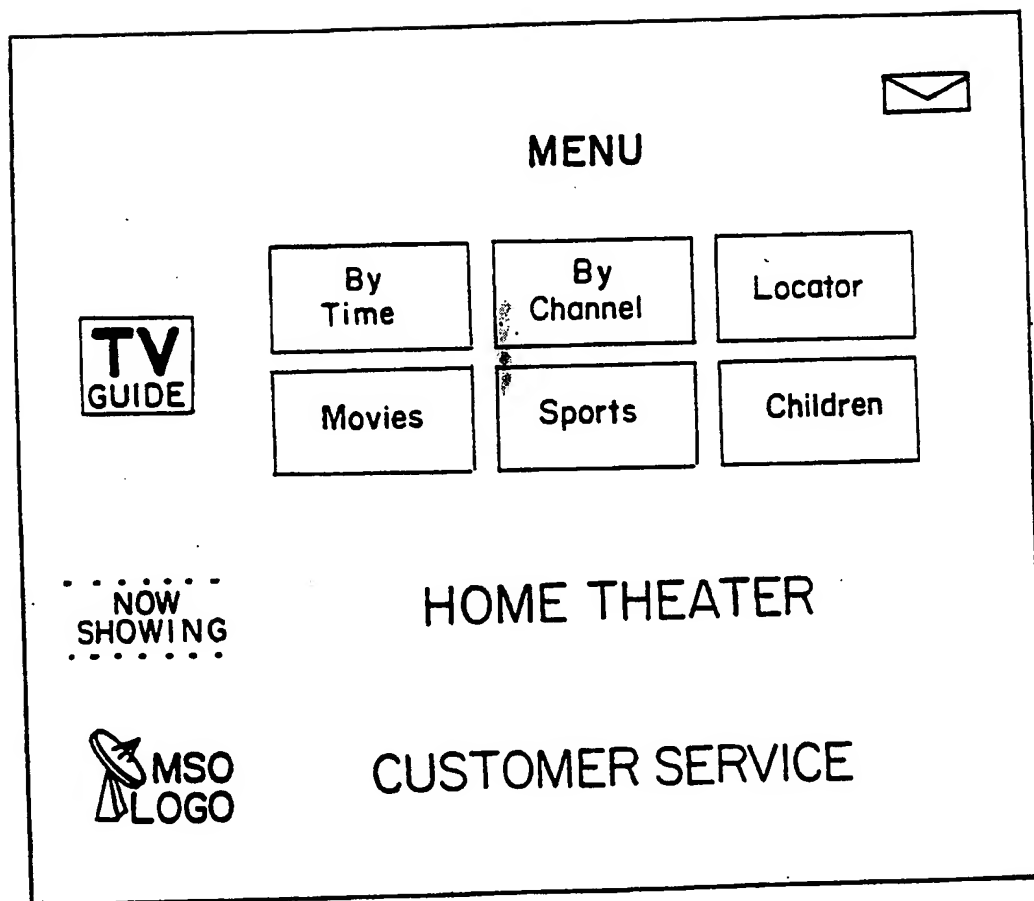 MENU
By
Time
By
Channel
Locator
TV
GUIDE
Movies
Sports
Children
NOW
SHOWING
HOME THEATER
MSO
LOGO
CUSTOMER SERVICE